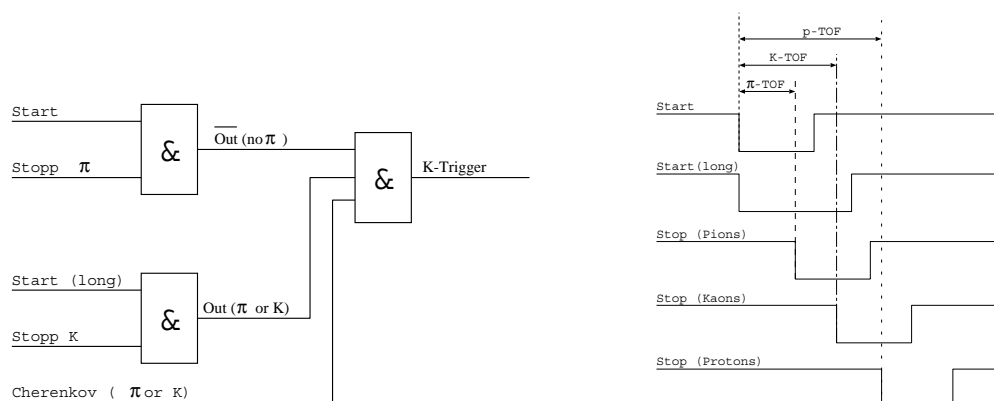 Start
Stopp π
&
Out (no π )
&
K-Trigger
Start (long)
Stopp K
&
Out (π or K)
Cherenkov ( π or K)
p-TOF
K-TOF
π-TOF
Start
Start(long)
Stop (Pions)
Stop (Kaons)
Stop (Protons)